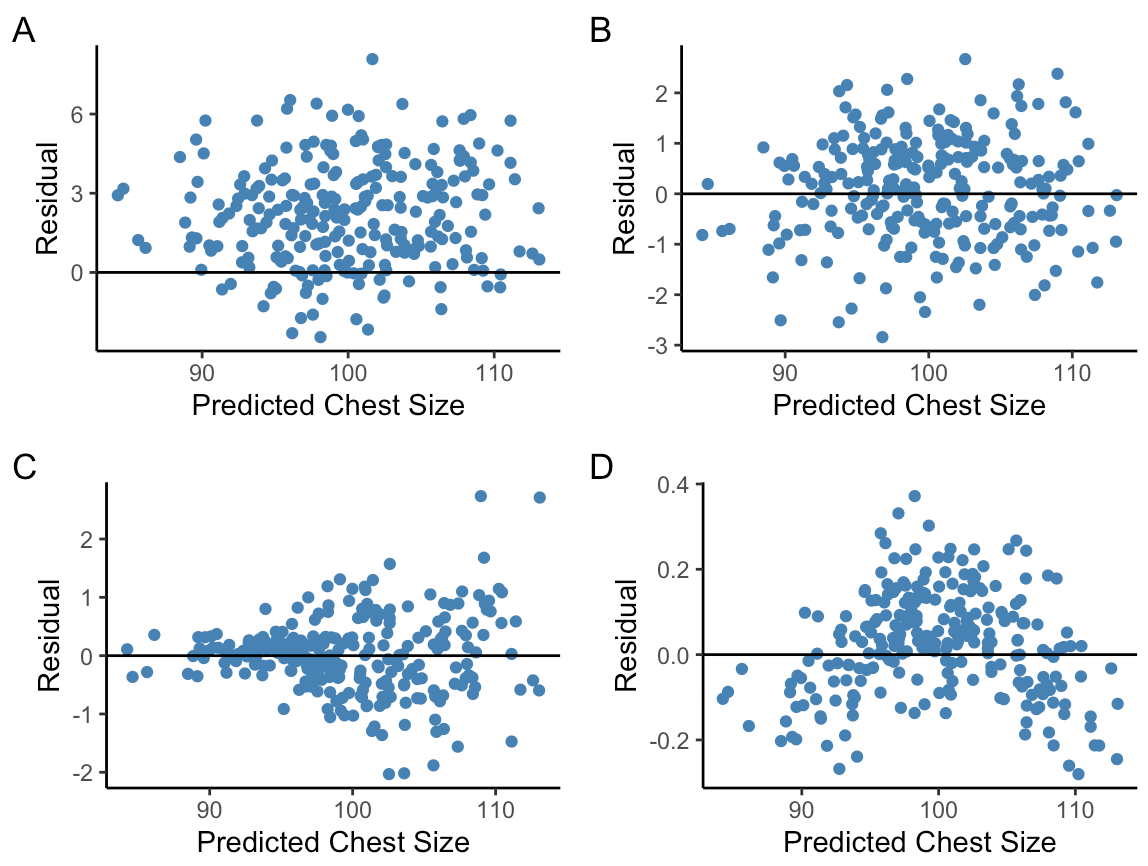 A
Residual
6
3
0
90 100 110
Predicted Chest Size
B
Residual
2
1
0
-1
-2
-3
90 100 110
Predicted Chest Size
C
Residual
2
1
0
-1
-2
90 100 110
Predicted Chest Size
D
Residual
0.4
0.2
0.0
-0.2
90 100 110
Predicted Chest Size